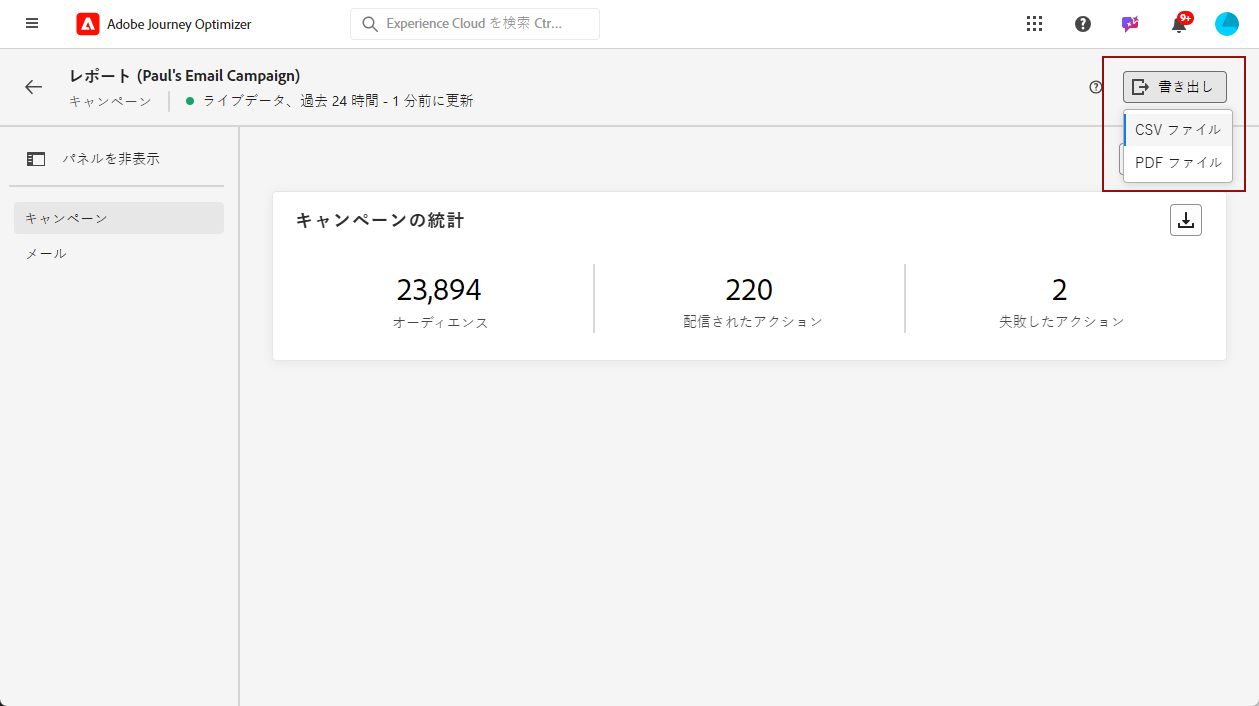 Adobe Journey Optimizer
Experience Cloud を検索 Ctr...
9+
レポート (Paul's Email Campaign)
キャンペーン
ライブデータ、過去 24 時間 - 1 分前に更新
書き出し
CSV ファイル
PDF ファイル
パネルを非表示
キャンペーン
メール
キャンペーンの統計
23,894
オーディエンス
220
配信されたアクション
2
失敗したアクション